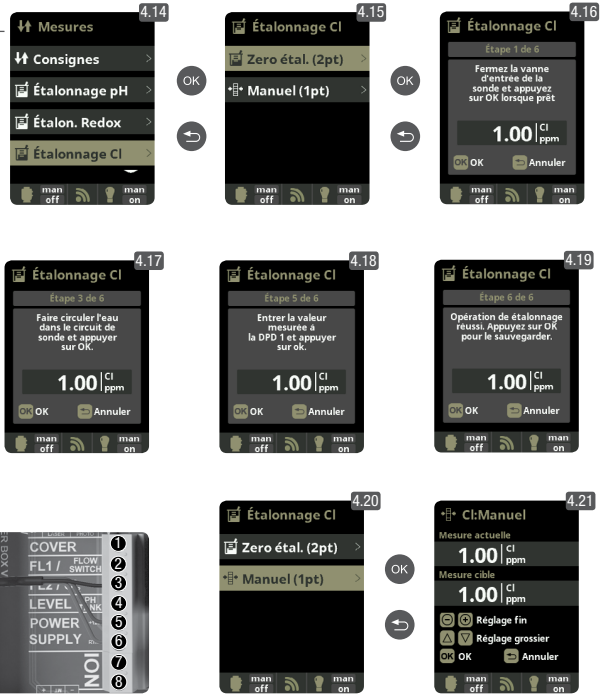 4.14
Mesures
Consignes
Étalonnage pH
Étalon. Redox
Étalonnage Cl
man
off
man
on
OK
4.15
Étalonnage Cl
Zero étal. (2pt)
Manuel (1pt)
man
off
man
on
OK
4.16
Étalonnage Cl
Étape 1 de 6
Fermez la vanne
d'entrée de la
sonde et appuyez
sur OK lorsque prêt
1.00 Cl
ppm
OK OK Annuler
man
off
man
on
4.17
Étalonnage Cl
Étape 3 de 6
Faire circuler l'eau
dans le circuit de
sonde et appuyer
sur OK.
1.00 Cl
ppm
OK OK Annuler
man
off
man
on
4.18
Étalonnage Cl
Étape 5 de 6
Entrer la valeur
mesurée á
la DPD 1 et appuyer
sur ok.
1.00 Cl
ppm
OK OK Annuler
man
off
man
on
4.19
Étalonnage Cl
Étape 6 de 6
Opération de étalonnage
réussi. Appuyez sur OK
pour le sauvegarder.
1.00 Cl
ppm
OK OK Annuler
man
off
man
on
COVER
FL1 / FLOW
SWITCH
LEVEL
POWER
SUPPLY
1
2
3
4
5
6
7
8
4.20
Étalonnage Cl
Zéro étal. (2pt)
Manuel (1pt)
man
off
man
on
OK
4.21
Cl:Manuel
Mesure actuelle
1.00 Cl
ppm
Mesure cible
1.00 Cl
ppm
Réglage fin
Réglage grossier
OK OK Annuler
man
off
man
on